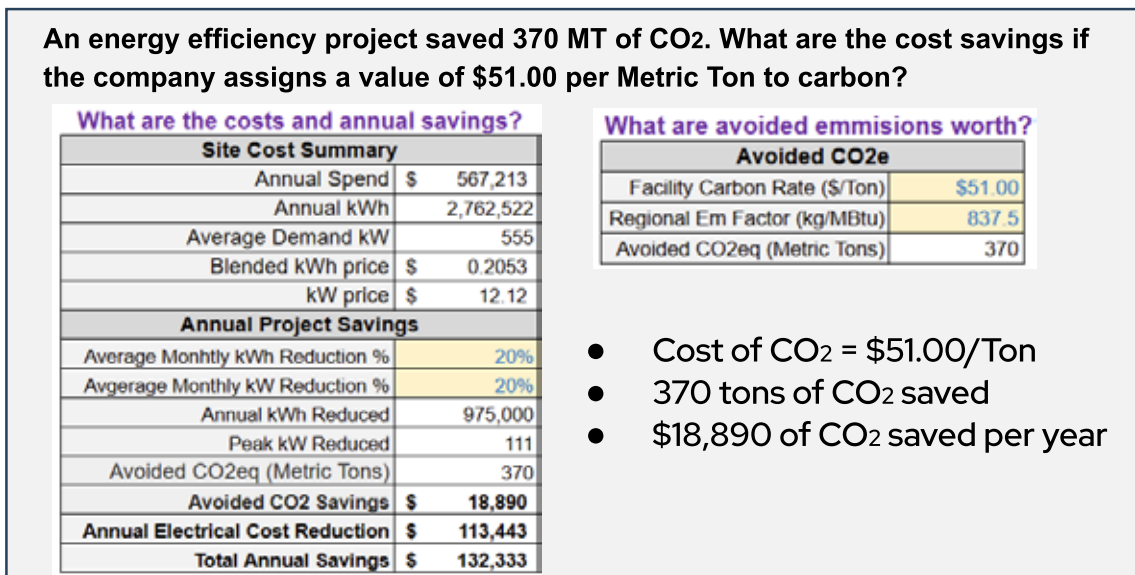 An energy efficiency project saved 370 MT of CO2. What are the cost savings if
the company assigns a value of $51.00 per Metric Ton to carbon?
What are the costs and annual savings?
Site Cost Summary
Annual Spend $ 567,213
Annual kWh 2,762,522
Average Demand kW 555
Blended kWh price $ 0.2053
kW price $ 12.12
Annual Project Savings
Average Monhtly kWh Reduction % 20%
Avgerage Monthly kW Reduction % 20%
Annual kWh Reduced 975,000
Peak kW Reduced 111
Avoided CO2eq (Metric Tons) 370
Avoided CO2 Savings $ 18,890
Annual Electrical Cost Reduction $ 113,443
Total Annual Savings $ 132,333
What are avoided emmisions worth?
Avoided CO2e
Facility Carbon Rate ($/Ton) $51.00
Regional Em Factor (kg/MBtu) 837.5
Avoided CO2eq (Metric Tons) 370
● Cost of CO2 = $51.00/Ton
● 370 tons of CO2 saved
● $18,890 of CO2 saved per year